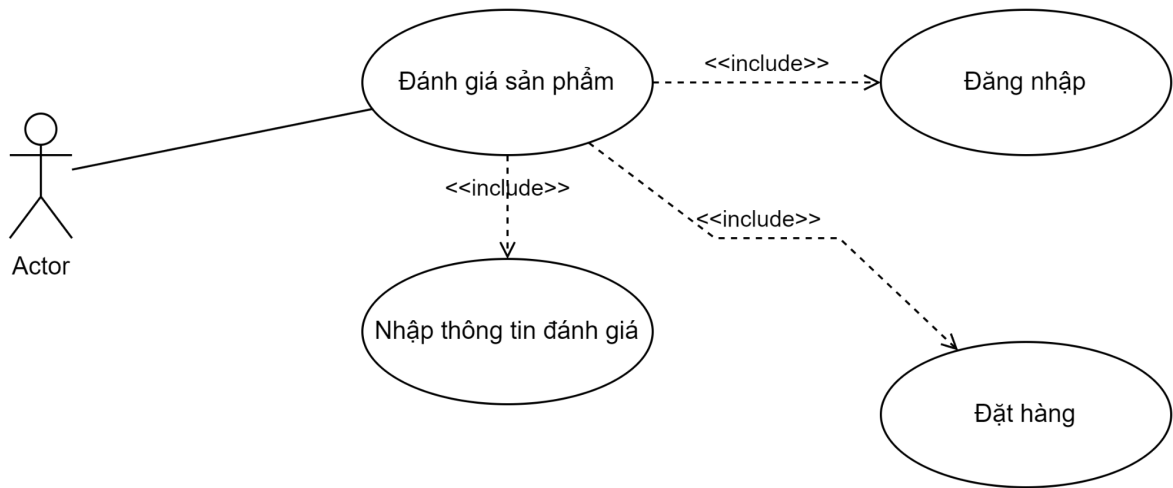 Đánh giá sản phẩm
<<include>>
Đăng nhập
Actor
<<include>>
<<include>>
Nhập thông tin đánh giá
Đặt hàng